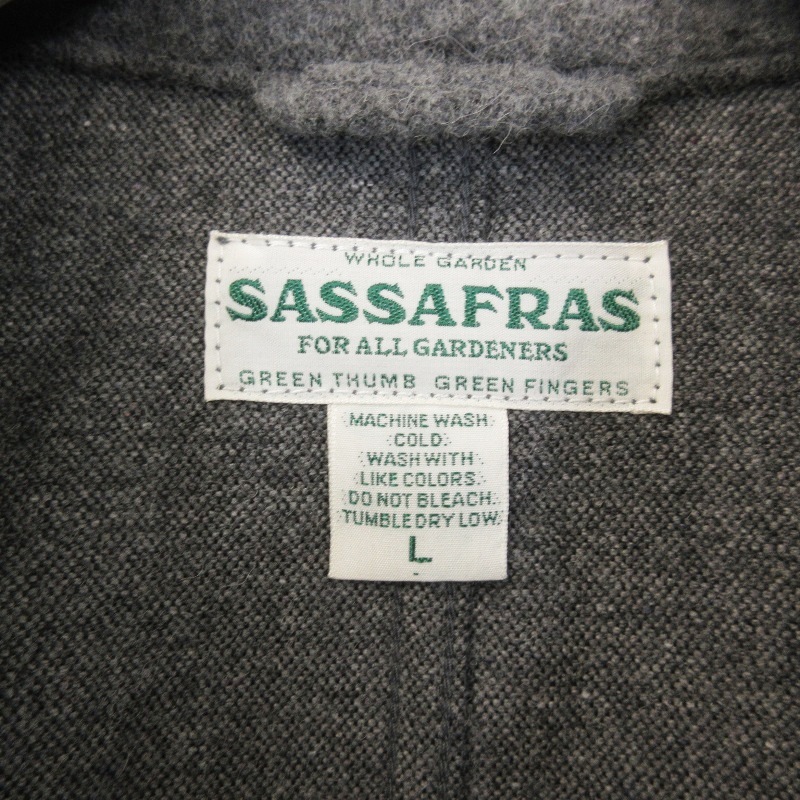 WHOLE GARDEN
SASSAFRAS
FOR ALL GARDENERS
GREEN THUMB GREEN FINGERS
MACHINE WASH
COLD.
WASH WITH
LIKE COLORS.
DO NOT BLEACH.
TUMBLE DRY LOW.
L